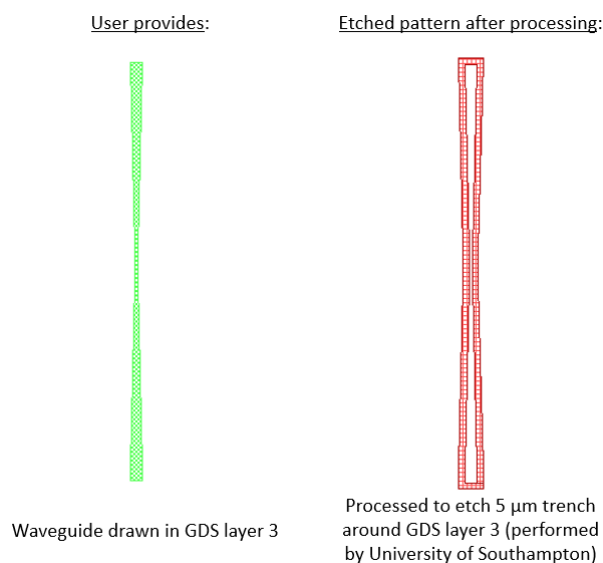 User provides:
Etched pattern after processing:
Waveguide drawn in GDS layer 3
Processed to etch 5 µm trench
around GDS layer 3 (performed
by University of Southampton)